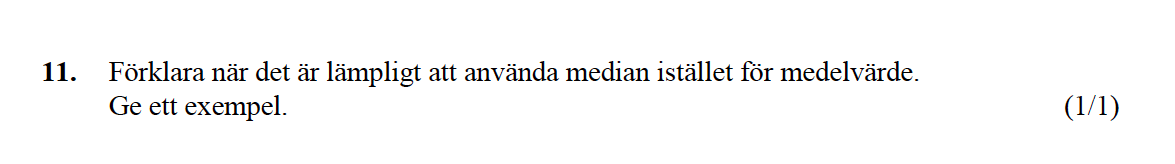 11. Förklara när det är lämpligt att använda median istället för medelvärde.
Ge ett exempel. (1/1)